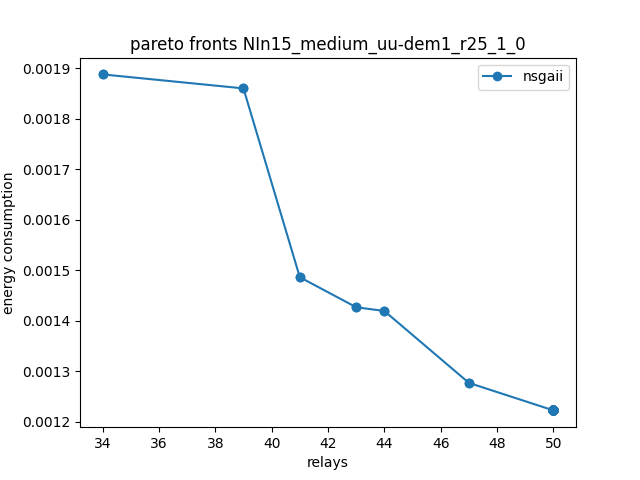 pareto fronts NIn15_medium_uu-dem1_r25_1_0
nsgaii
0.0019
0.0018
0.0017
0.0016
0.0015
0.0014
0.0013
0.0012
energy consumption
34 36 38 40 42 44 46 48 50
relays